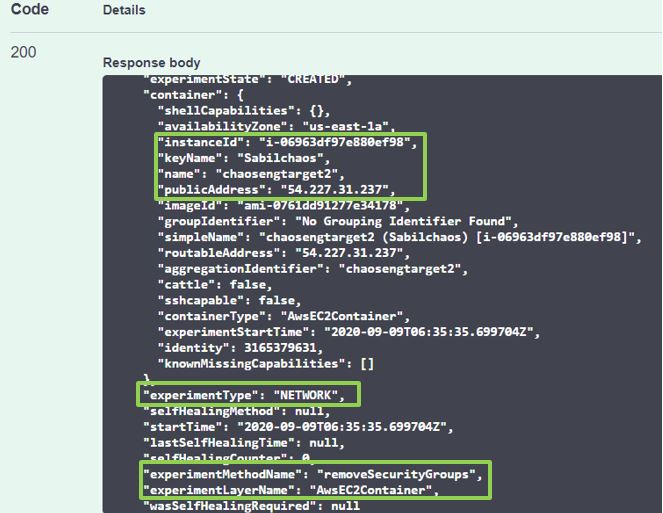 Code Details
200
Response body
"experimentState": "CREATED",
"container": {
"shellCapabilities": {},
"availabilityZone": "us-east-1a",
"instanceId": "i-06963df97e880ef98",
"keyName": "Sabilchaos",
"name": "chaosengtarget2",
"publicAddress": "54.227.31.237",
"imageId": "ami-0761dd91277e34178",
"groupIdentifier": "No Grouping Identifier Found",
"simpleName": "chaosengtarget2 (Sabilchaos) [i-06963df97e880ef98]",
"routableAddress": "54.227.31.237",
"aggregationIdentifier": "chaosengtarget2",
"cattle": false,
"sshcapable": false,
"containerType": "AwsEC2Container",
"experimentStartTime": "2020-09-09T06:35:35.699704Z",
"identity": 3165379631,
"knownMissingCapabilities": []
},
"experimentType": "NETWORK",
"selfHealingMethod": null,
"startTime": "2020-09-09T06:35:35.699704Z",
"lastSelfHealingTime": null,
"selfHealingCounter": 0,
"experimentMethodName": "removeSecurityGroups",
"experimentLayerName": "AwsEC2Container",
"wasSelfHealingRequired": null